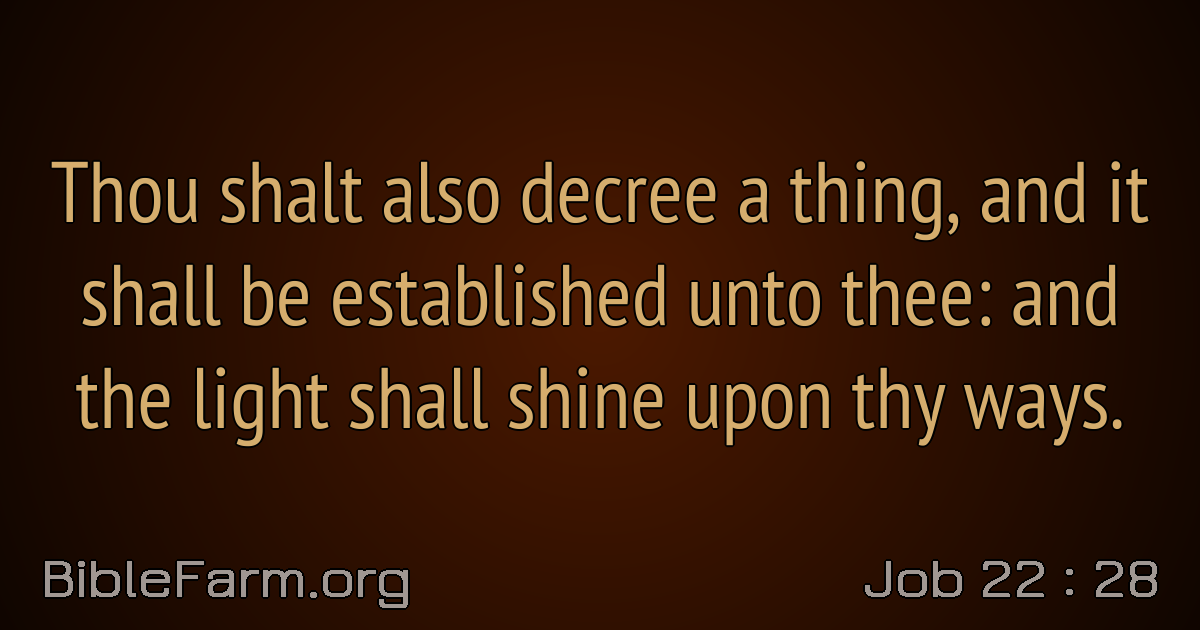 Thou shalt also decree a thing, and it
shall be established unto thee: and
the light shall shine upon thy ways.
BibleFarm.org
Job 22 : 28